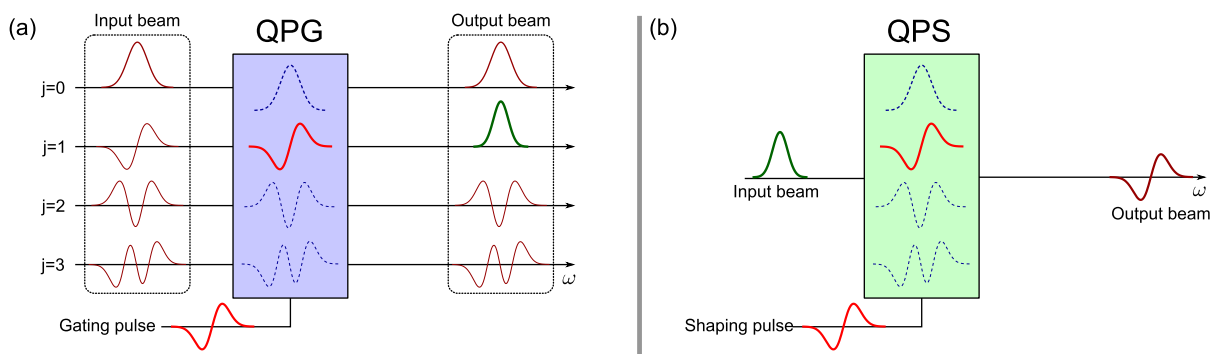 (a)
Input beam
QPG
Output beam
j=0
j=1
j=2
j=3
ω
Gating pulse
(b)
QPS
Input beam
ω
Output beam
Shaping pulse